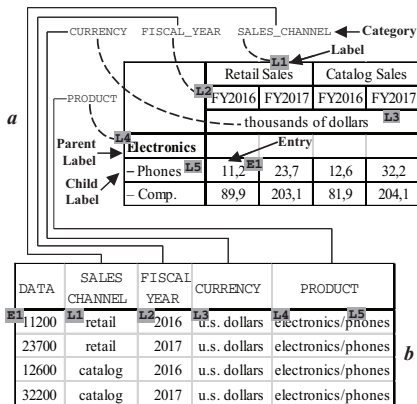 CURRENCY FISCAL_YEAR SALES_CHANNEL Category
Label
L1
Retail Sales Catalog Sales
PRODUCT
L2 FY2016 FY2017 FY2016 FY2017
a
thousands of dollars L3
L4
Parent Label
Electronics
Entry
Child Label
– Phones L5 11,2 E1 23,7 12,6 32,2
– Comp. 89,9 203,1 81,9 204,1
DATA SALES CHANNEL FISCAL YEAR CURRENCY PRODUCT
E1 L1 L2 L3 L4 L5
11200 retail 2016 u.s. dollars electronics/phones
23700 retail 2017 u.s. dollars electronics/phones
b
12600 catalog 2016 u.s. dollars electronics/phones
32200 catalog 2017 u.s. dollars electronics/phones